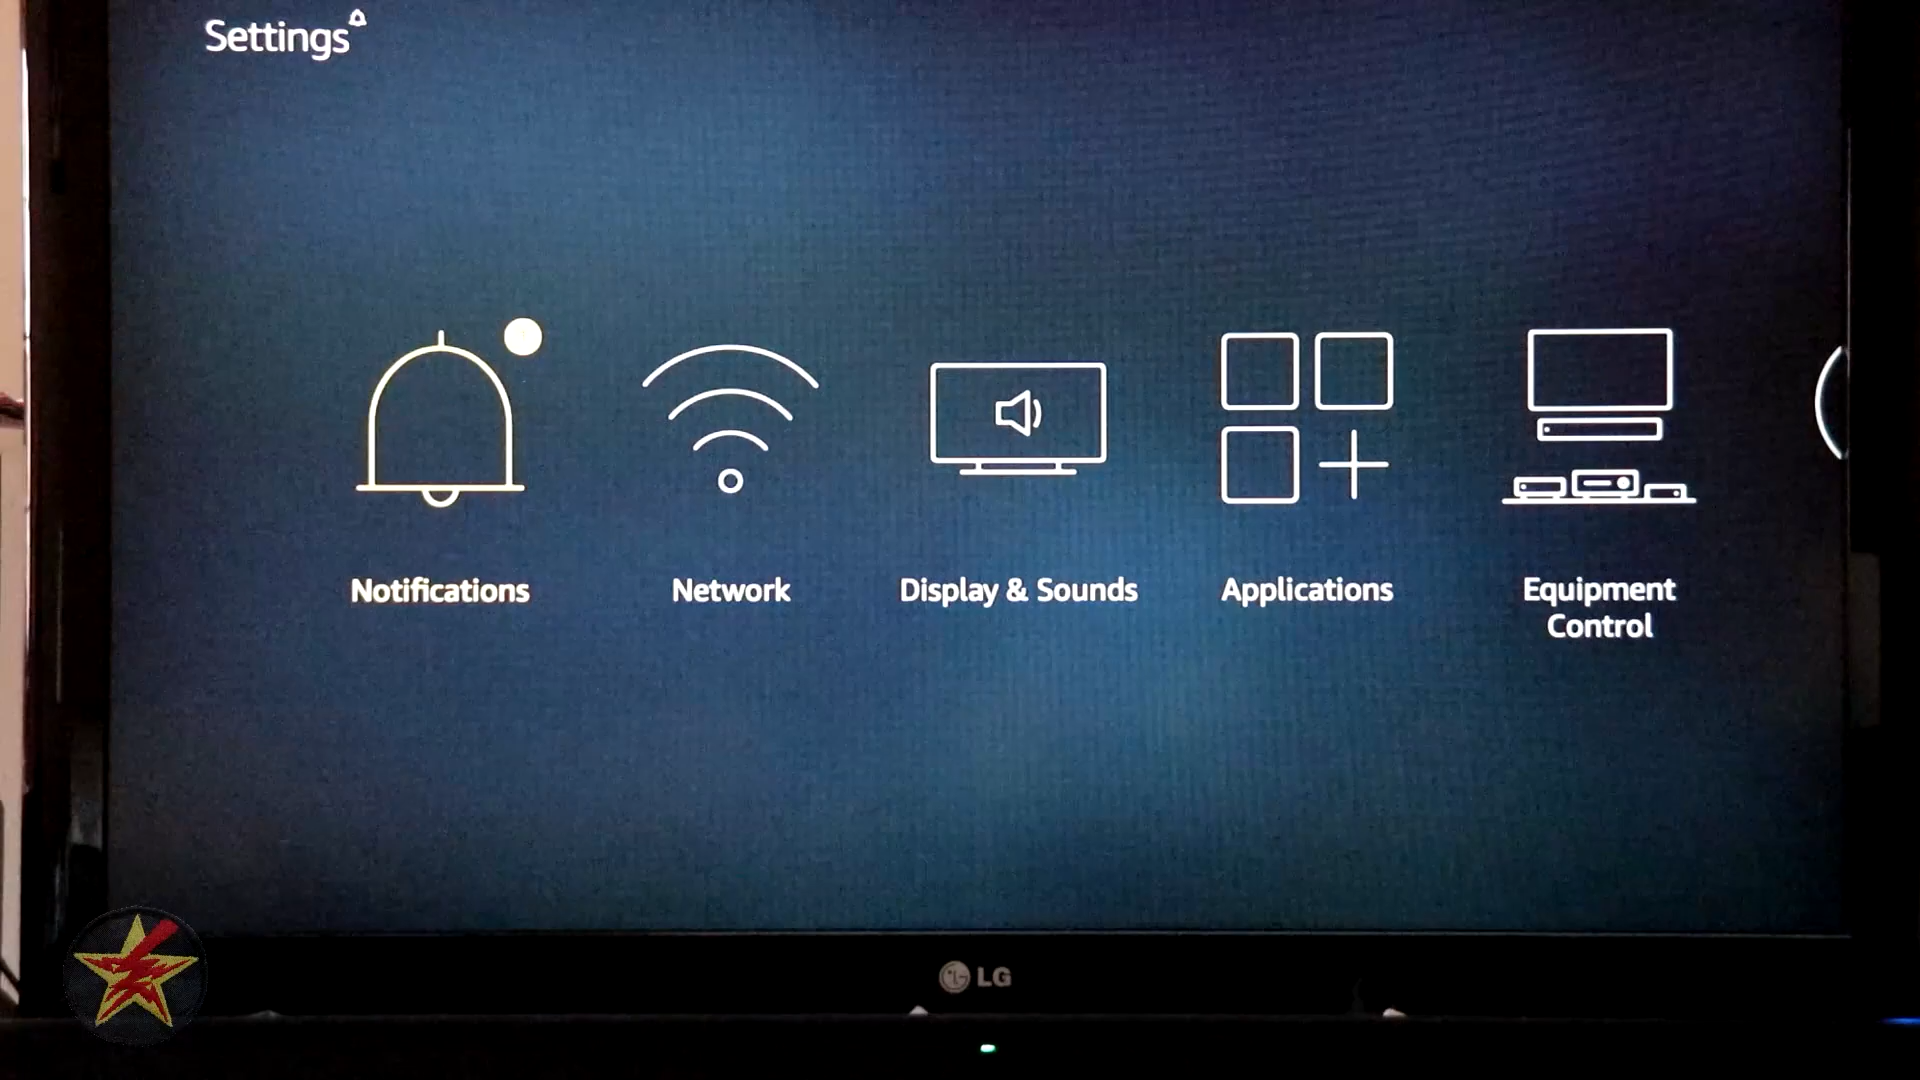 Settings
Notifications
Network
Display & Sounds
Applications
Equipment
Control
LG